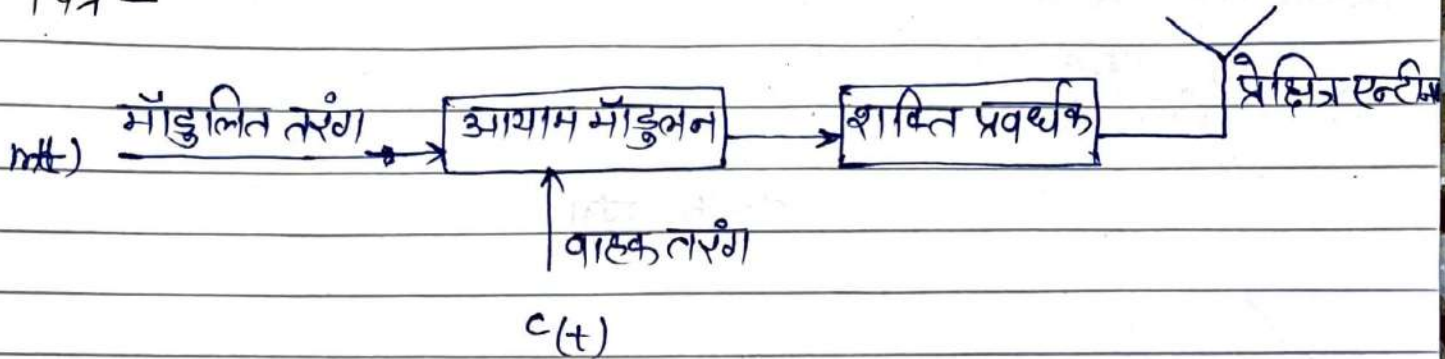 चित्र –
प्रेक्षित्र एन्टीना
मॉडुलित तरंग आयाम मॉडुलन शक्ति प्रवर्धक
m(t)
वाहक तरंग
c(t)